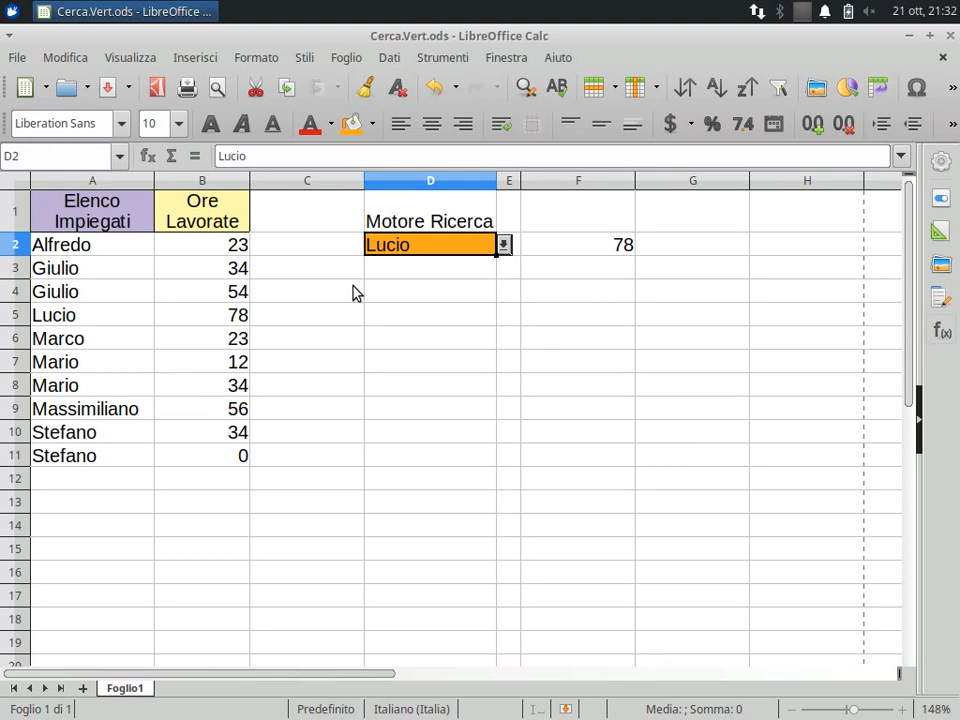 Cerca.Vert.ods - LibreOffice ...
21 ott, 21:32
Cerca.Vert.ods - LibreOffice Calc
File Modifica Visualizza Inserisci Formato Stili Foglio Dati Strumenti Finestra Aiuto
Liberation Sans 10
D2 Lucio
A B C D E F G H
1 Elenco Impiegati Ore Lavorate Motore Ricerca
2 Alfredo 23 Lucio 78
3 Giulio 34
4 Giulio 54
5 Lucio 78
6 Marco 23
7 Mario 12
8 Mario 34
9 Massimiliano 56
10 Stefano 34
11 Stefano 0
12
13
14
15
16
17
18
19
20
Foglio1
Foglio 1 di 1 Predefinito Italiano (Italia) Media: ; Somma: 0 148%